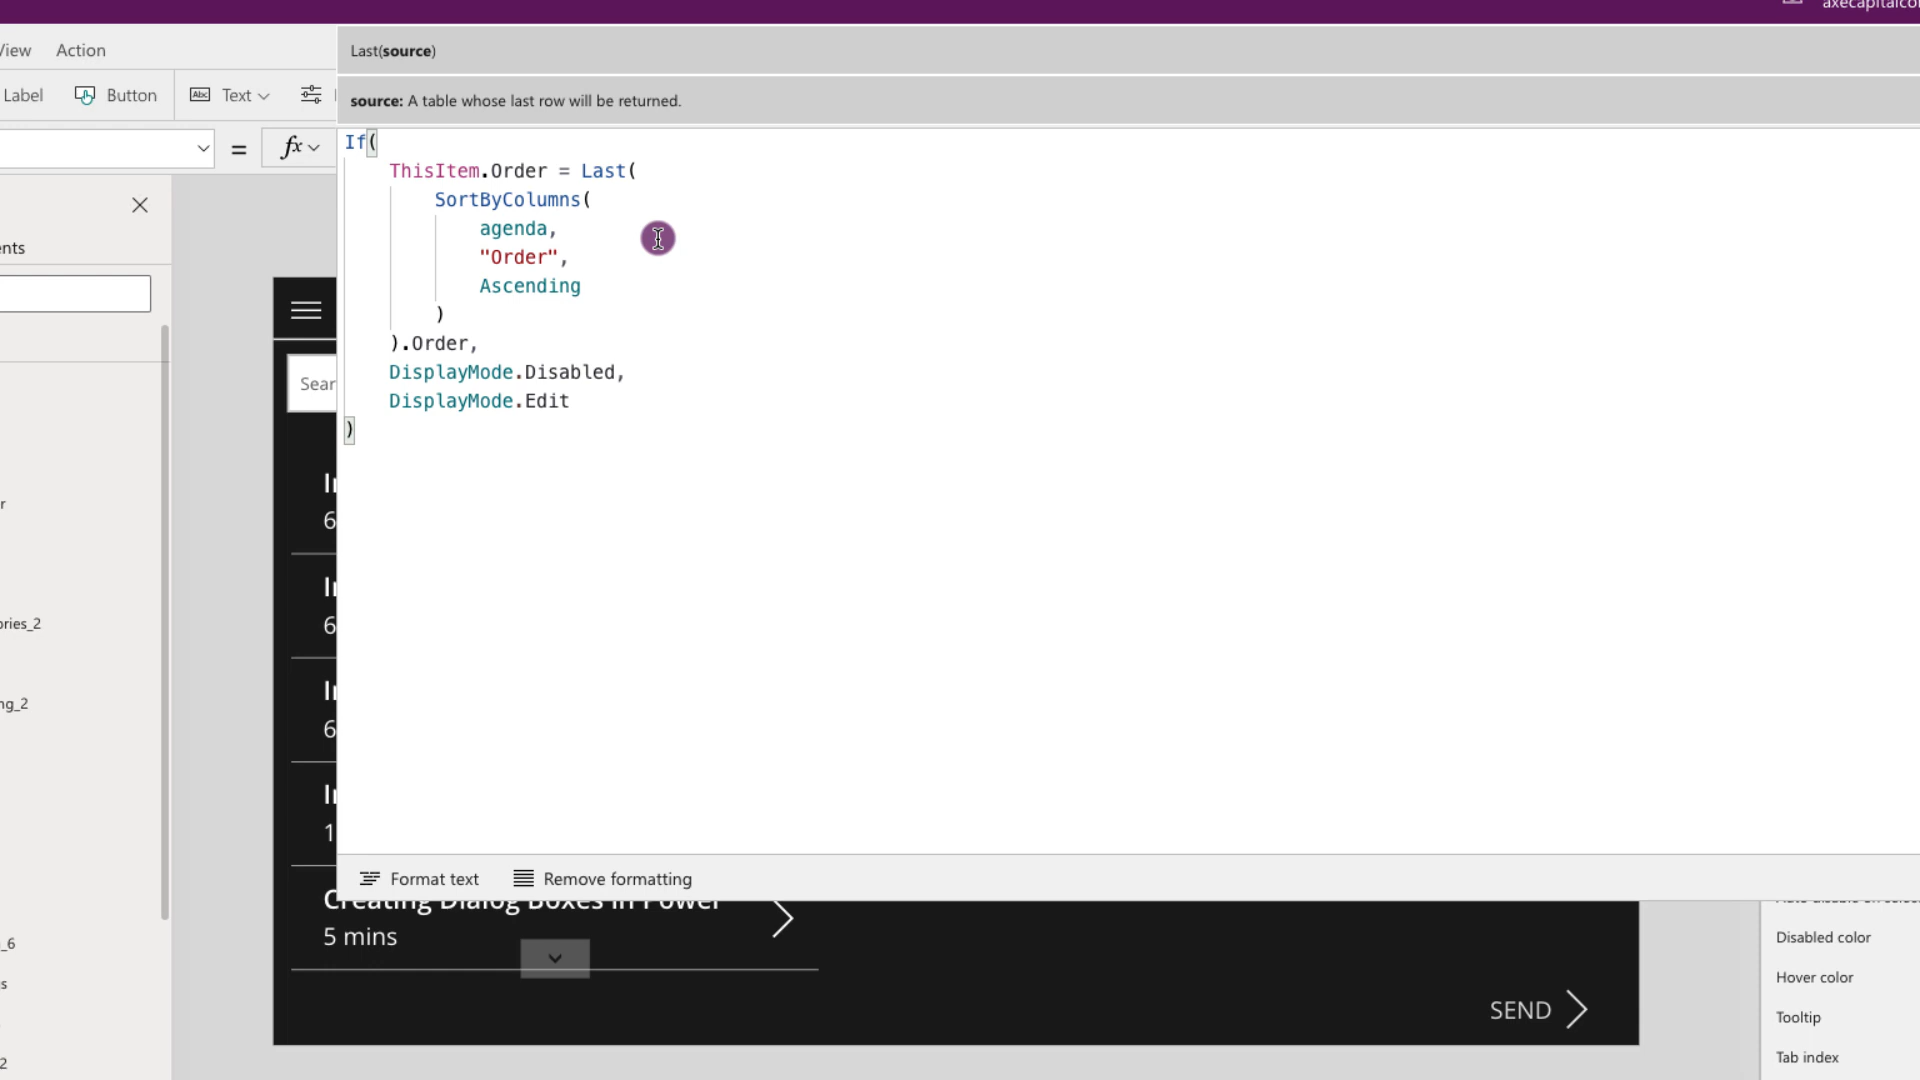 axecapitalco
View Action
Last(source)
Label Button Text
source: A table whose last row will be returned.
= fx
If(
ThisItem.Order = Last(
SortByColumns(
agenda,
"Order",
Ascending
)
).Order,
DisplayMode.Disabled,
DisplayMode.Edit
)
ents
Sear
In
6
r
In
6
ories_2
In
6
ng_2
In
1
Format text Remove formatting
Creating Dialog Boxes in Power
5 mins
_6
s
2
SEND
Disabled color
Hover color
Tooltip
Tab index